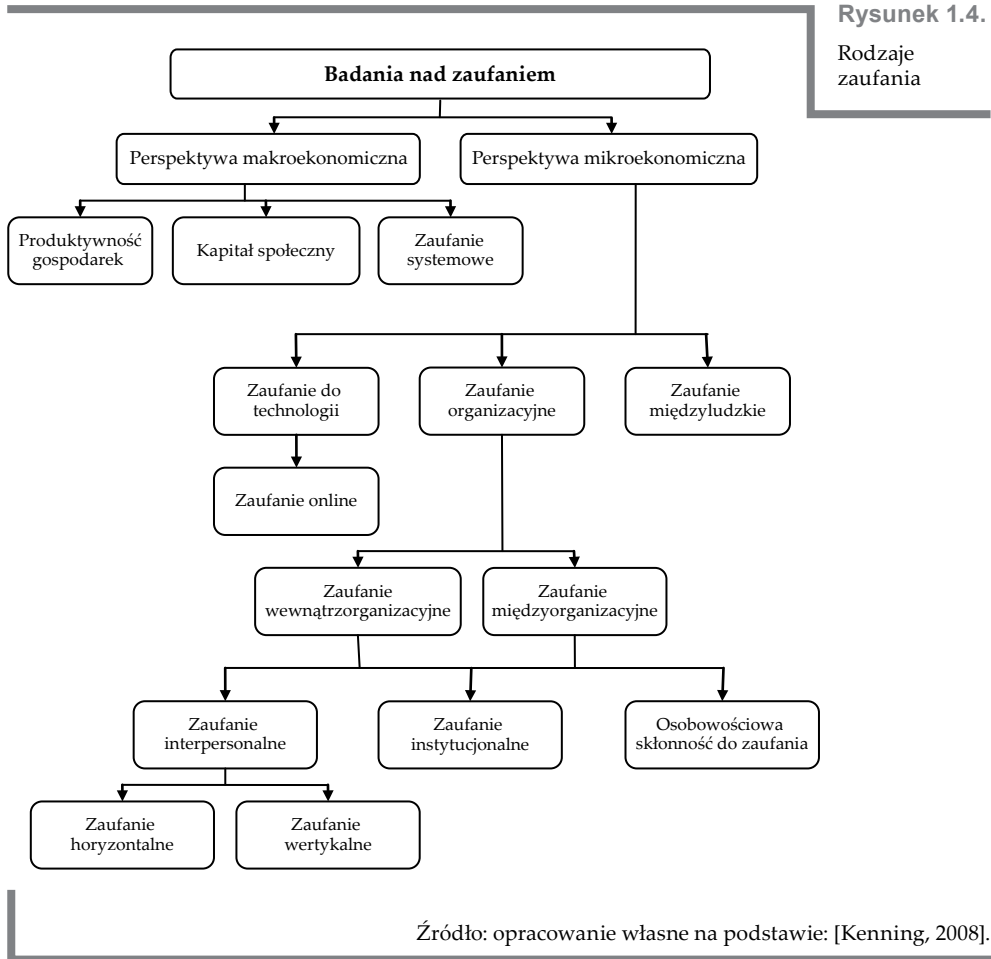 Rysunek 1.4.
Rodzaje
zaufania
Badania nad zaufaniem
Perspektywa makroekonomiczna
Perspektywa mikroekonomiczna
Produktywność
gospodarek
Kapitał społeczny
Zaufanie
systemowe
Zaufanie do
technologii
Zaufanie
organizacyjne
Zaufanie
międzyludzkie
Zaufanie online
Zaufanie
wewnątrzorganizacyjne
Zaufanie
międzyorganizacyjne
Zaufanie
interpersonalne
Zaufanie
instytucjonalne
Osobowościowa
skłonność do zaufania
Zaufanie
horyzontalne
Zaufanie
wertykalne
Źródło: opracowanie własne na podstawie: [Kenning, 2008].